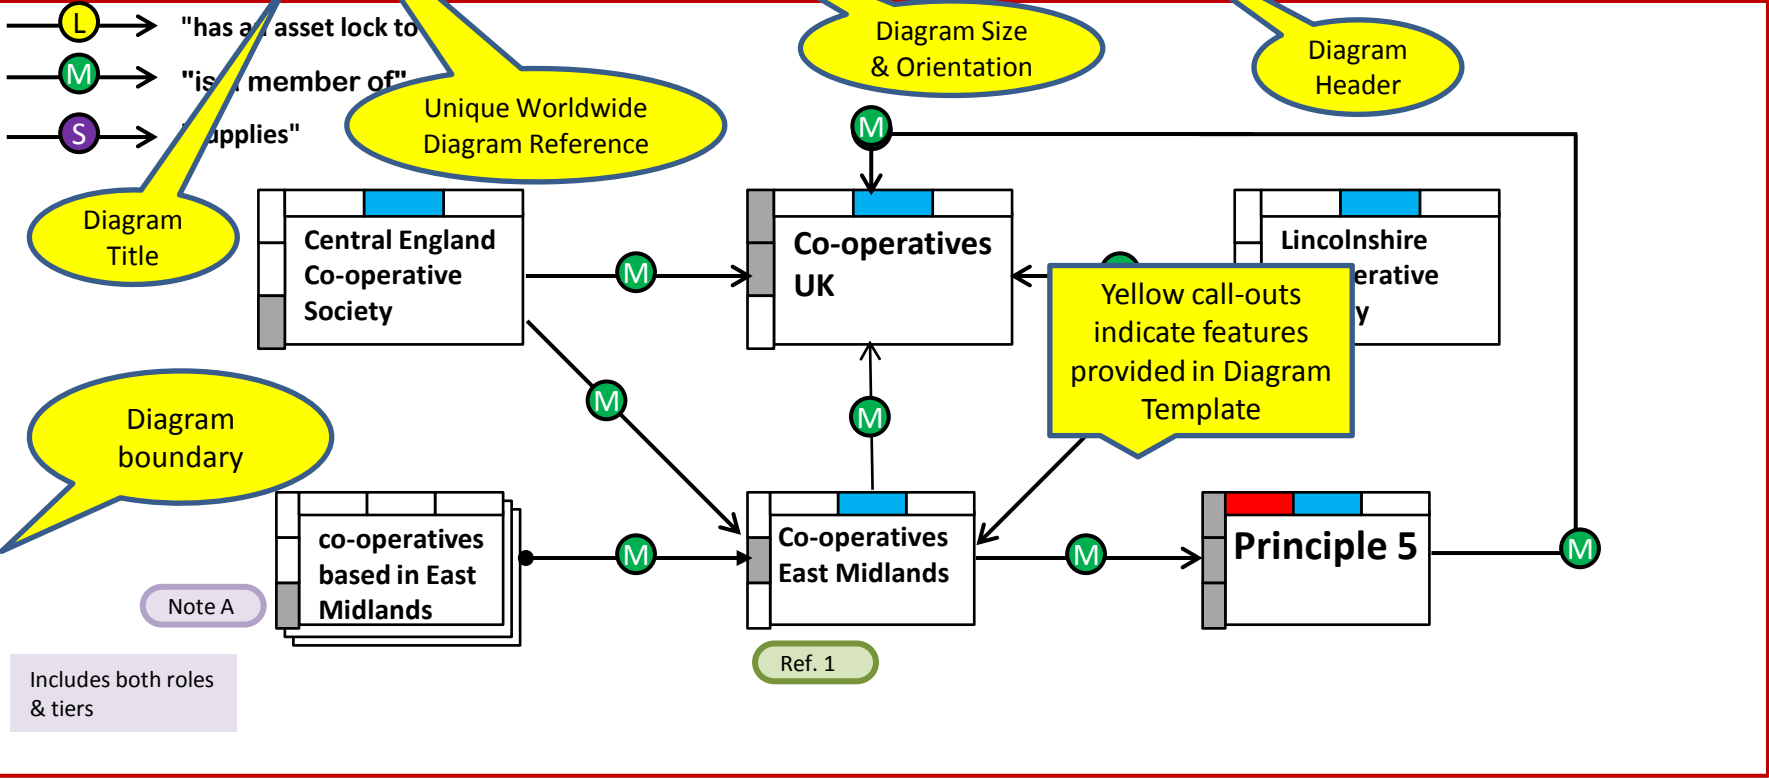 L
"has an asset lock to
M
"is a member of"
S
upplies"
Diagram
Title
Unique Worldwide
Diagram Reference
Diagram Size
& Orientation
Diagram
Header
M
Central England
Co-operative
Society
M
Co-operatives
UK
Lincolnshire
erative
y
Yellow call-outs
indicate features
provided in Diagram
Template
Diagram
boundary
M
M
co-operatives
based in East
Midlands
M
Co-operatives
East Midlands
M
Principle 5
M
Note A
Ref. 1
Includes both roles
& tiers